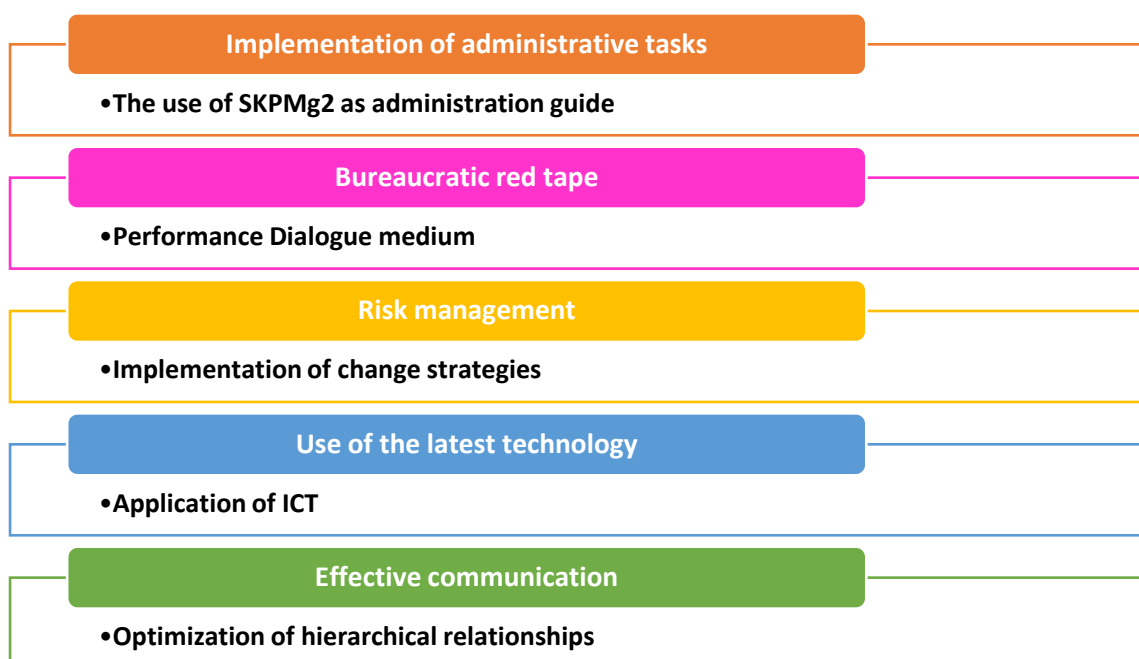 Implementation of administrative tasks
•The use of SKPMg2 as administration guide
Bureaucratic red tape
•Performance Dialogue medium
Risk management
•Implementation of change strategies
Use of the latest technology
•Application of ICT
Effective communication
•Optimization of hierarchical relationships